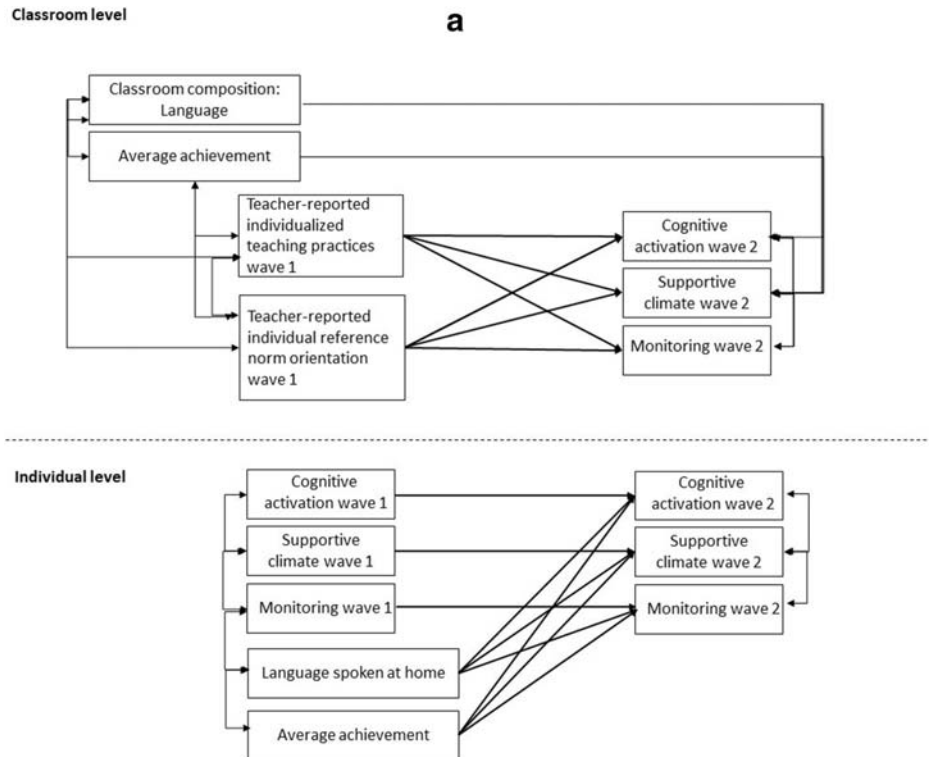 Classroom level
a
Classroom composition:
Language
Average achievement
Teacher-reported
individualized
teaching practices
wave 1
Teacher-reported
individual reference
norm orientation
wave 1
Cognitive
activation wave 2
Supportive
climate wave 2
Monitoring wave 2
Individual level
Cognitive
activation wave 1
Supportive
climate wave 1
Monitoring wave 1
Language spoken at home
Average achievement
Cognitive
activation wave 2
Supportive
climate wave 2
Monitoring wave 2